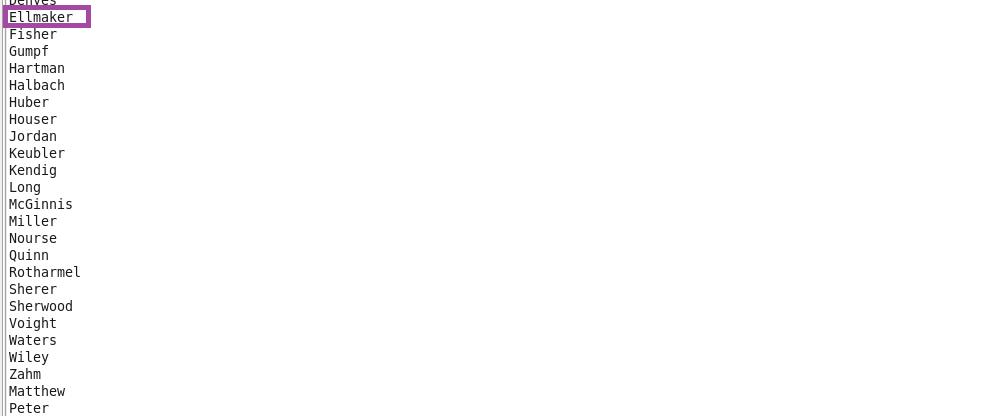 Denves
Ellmaker
Fisher
Gumpf
Hartman
Halbach
Huber
Houser
Jordan
Keubler
Kendig
Long
McGinnis
Miller
Nourse
Quinn
Rotharmel
Sherer
Sherwood
Voight
Waters
Wiley
Zahm
Matthew
Peter